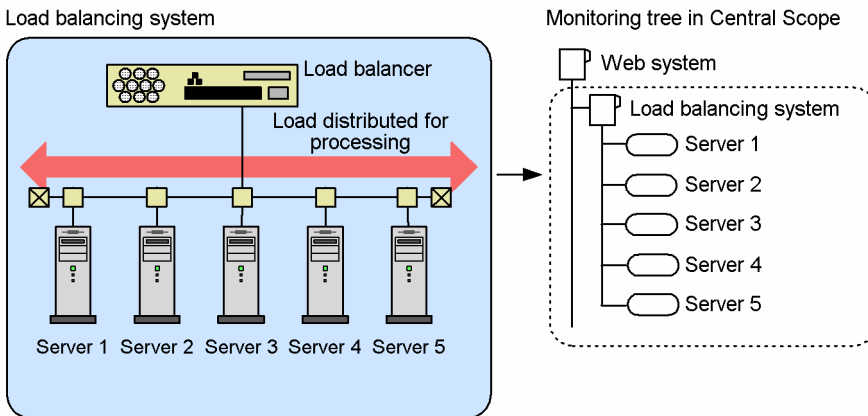 Load balancing system
Load balancer
Load distributed for
processing
Server 1
Server 2
Server 3
Server 4
Server 5
Monitoring tree in Central Scope
Web system
Load balancing system
Server 1
Server 2
Server 3
Server 4
Server 5